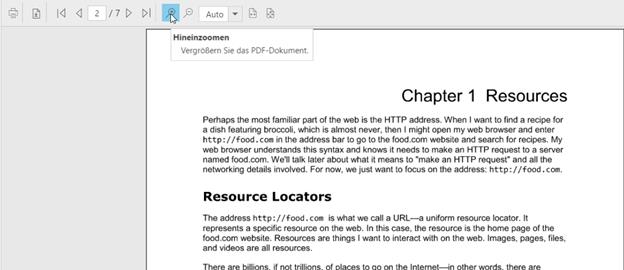 2 / 7 Auto
Hineinzoomen
Vergrößern Sie das PDF-Dokument.
Chapter 1 Resources
Perhaps the most familiar part of the web is the HTTP address. When I want to find a recipe for
a dish featuring broccoli, which is almost never, then I might open my web browser and enter
http://food.com in the address bar to go to the food.com website and search for recipes. My
web browser understands this syntax and knows it needs to make an HTTP request to a server
named food.com. We'll talk later about what it means to "make an HTTP request" and all the
networking details involved. For now, we just want to focus on the address: http://food.com.
Resource Locators
The address http://food.com is what we call a URL—a uniform resource locator. It
represents a specific resource on the web. In this case, the resource is the home page of the
food.com website. Resources are things I want to interact with on the web. Images, pages, files,
and videos are all resources.
There are billions, if not trillions, of places to go on the Internet—in other words, there are